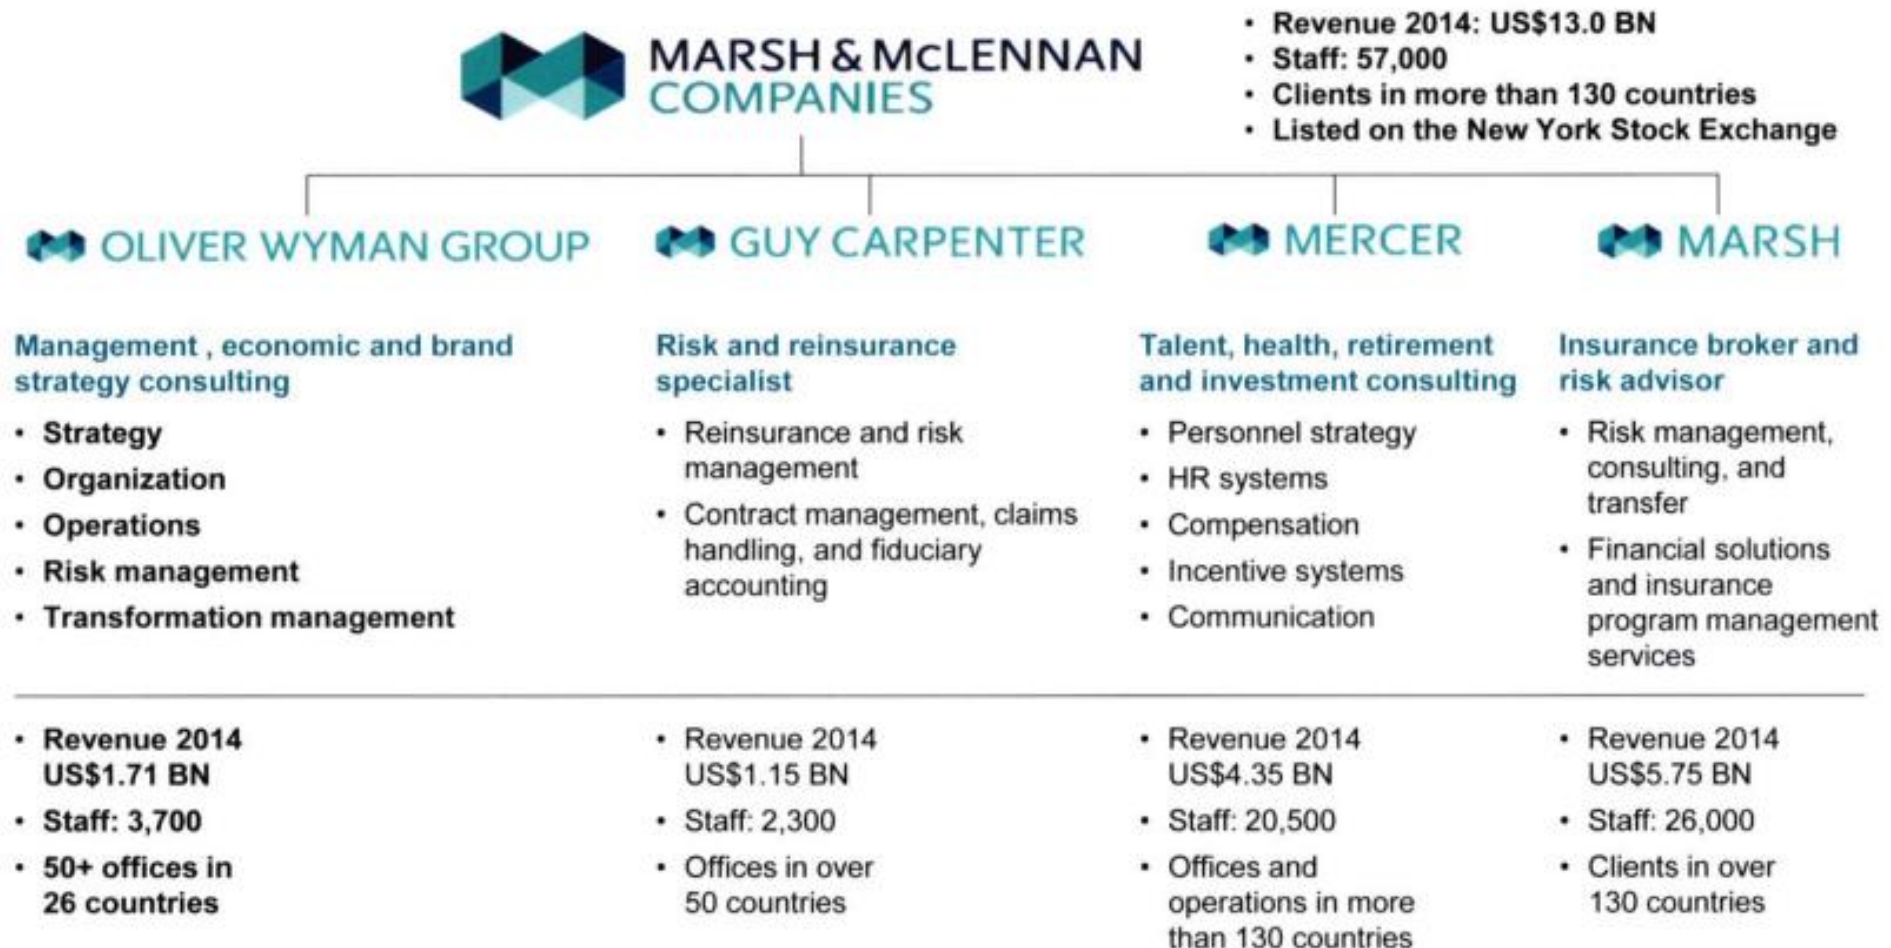 MARSH & McLENNAN
COMPANIES
• Revenue 2014: US$13.0 BN
• Staff: 57,000
• Clients in more than 130 countries
• Listed on the New York Stock Exchange
OLIVER WYMAN GROUP
Management , economic and brand
strategy consulting
• Strategy
• Organization
• Operations
• Risk management
• Transformation management
• Revenue 2014
US$1.71 BN
• Staff: 3,700
• 50+ offices in
26 countries
GUY CARPENTER
Risk and reinsurance
specialist
• Reinsurance and risk
management
• Contract management, claims
handling, and fiduciary
accounting
• Revenue 2014
US$1.15 BN
• Staff: 2,300
• Offices in over
50 countries
MERCER
Talent, health, retirement
and investment consulting
• Personnel strategy
• HR systems
• Compensation
• Incentive systems
• Communication
• Revenue 2014
US$4.35 BN
• Staff: 20,500
• Offices and
operations in more
than 130 countries
MARSH
Insurance broker and
risk advisor
• Risk management,
consulting, and
transfer
• Financial solutions
and insurance
program management
services
• Revenue 2014
US$5.75 BN
• Staff: 26,000
• Clients in over
130 countries